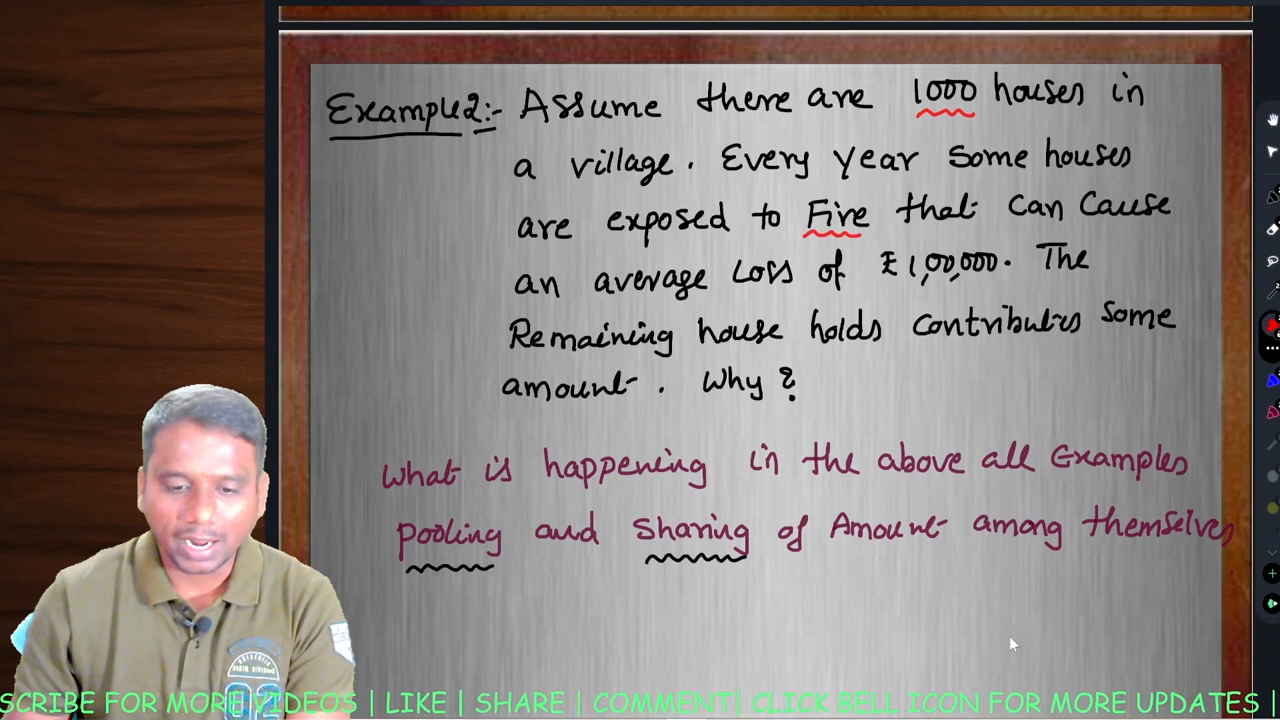 Example2:- Assume there are 1000 houses in
a village. Every year some houses
are exposed to Fire that can cause
an average Loss of ₹1,00,000. The
Remaining house holds contributes some
amount. Why?
What is happening in the above all Examples
pooling and sharing of Amount among themselves
SCRIBE FOR MORE VIDEOS | LIKE | SHARE | COMMENT| CLICK BELL ICON FOR MORE UPDATES |